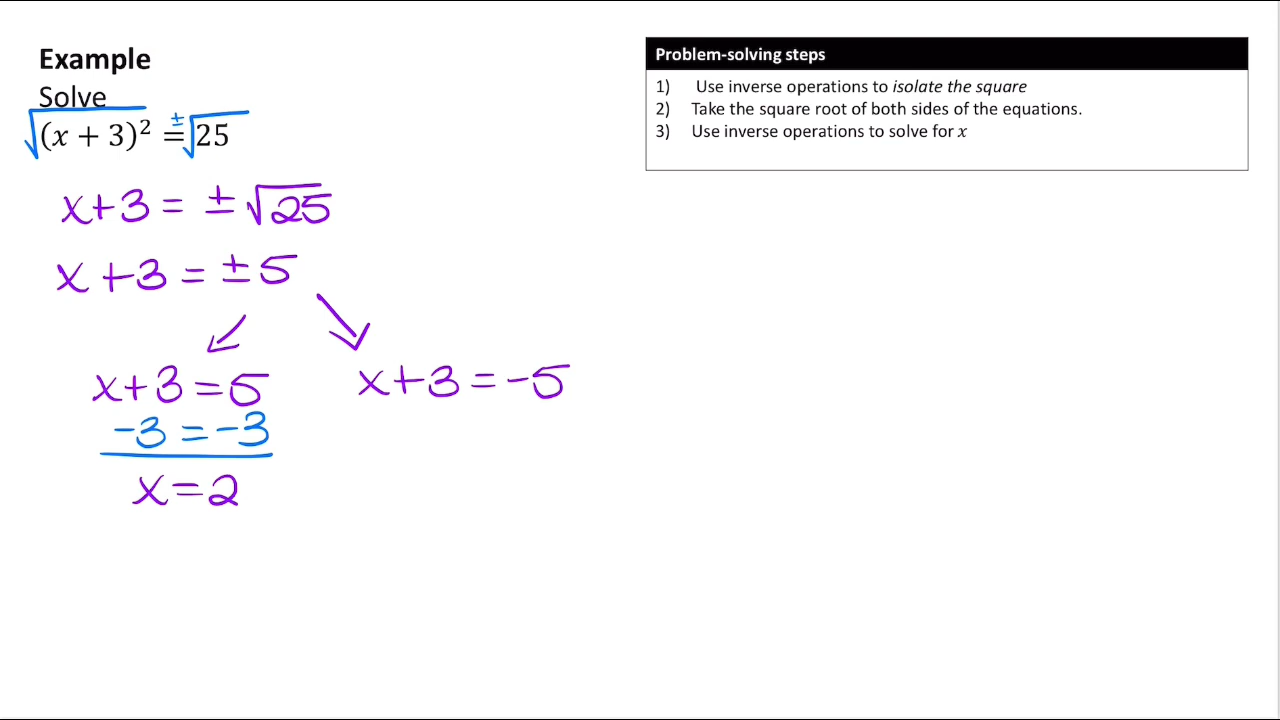 Example
Solve
√(x + 3)² = ±√25
x+3 = ±√25
x+3 = ±5
x+3=5
-3 = -3
x=2
x+3=-5
Problem-solving steps
1) Use inverse operations to isolate the square
2) Take the square root of both sides of the equations.
3) Use inverse operations to solve for x